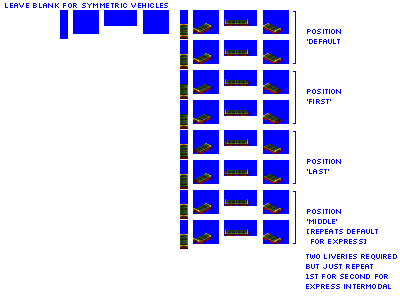 LEAVE BLANK FOR SYMMETRIC VEHICLES
POSITION
'DEFAULT
POSITION
'FIRST'
POSITION
'LAST'
POSITION
'MIDDLE'
(REPEATS DEFAULT
FOR EXPRESS)
TWO LIVERIES REQUIRED
BUT JUST REPEAT
1ST FOR SECOND FOR
EXPRESS INTERMODAL